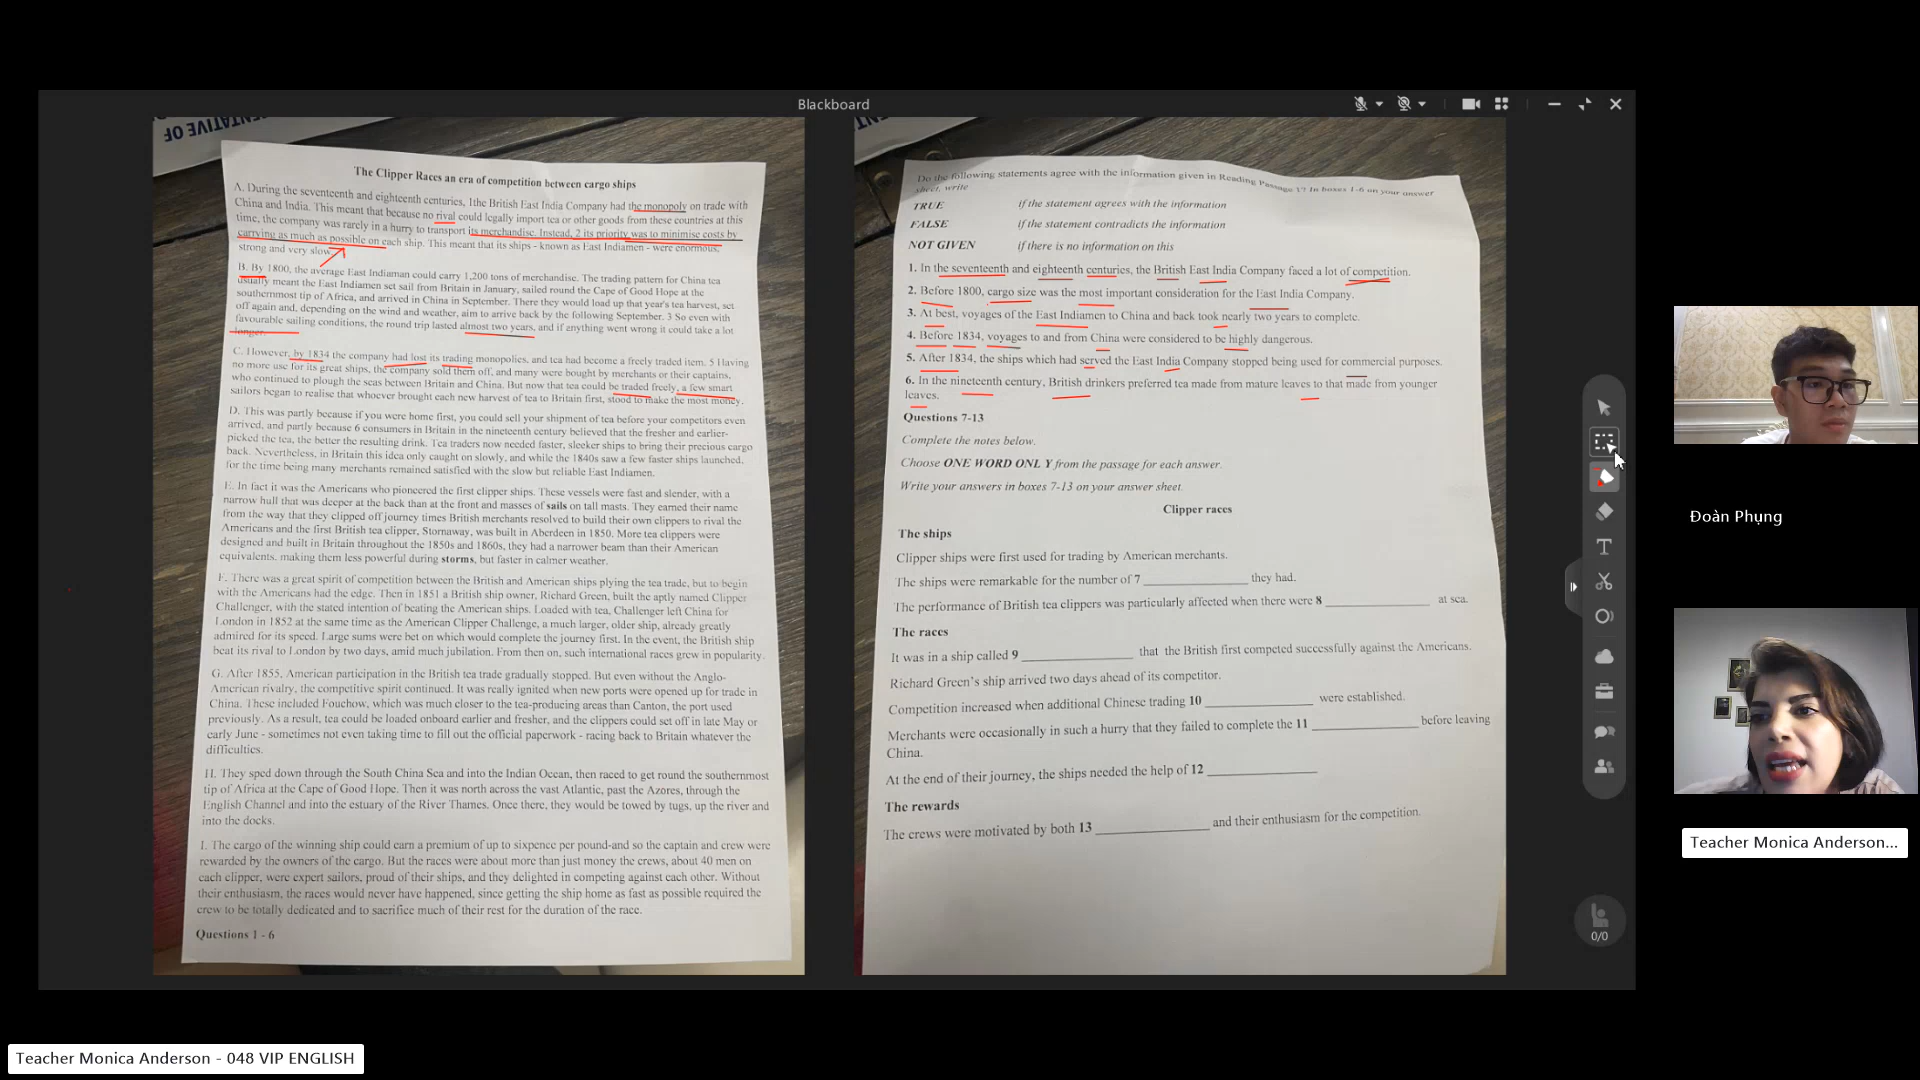 Blackboard
The Clipper Races an era of competition between cargo ships
A. During the seventeenth and eighteenth centuries, 1the British East India Company had the monopoly on trade with
China and India. This meant that because no rival could legally import tea or other goods from these countries at this
time, the company was rarely in a hurry to transport its merchandise. Instead, 2 its priority was to minimise costs by
carrying as much as possible on each ship. This meant that its ships - known as East Indiamen - were enormous,
strong and very slow.
B. By 1800, the average East Indiaman could carry 1,200 tons of merchandise. The trading pattern for China tea
usually meant the East Indiamen set sail from Britain in January, sailed round the Cape of Good Hope at the
southernmost tip of Africa, and arrived in China in September. There they would load up that year's tea harvest, set
off again and, depending on the wind and weather, aim to arrive back by the following September. 3 So even with
favourable sailing conditions, the round trip lasted almost two years, and if anything went wrong it could take a lot
longer.
C. However, by 1834 the company had lost its trading monopolies, and tea had become a freely traded item. 5 Having
no more use for its great ships, the company sold them off, and many were bought by merchants or their captains,
who continued to plough the seas between Britain and China. But now that tea could be traded freely, a few smart
sailors began to realise that whoever brought each new harvest of tea to Britain first, stood to make the most money.
D. This was partly because if you were home first, you could sell your shipment of tea before your competitors even
arrived, and partly because 6 consumers in Britain in the nineteenth century believed that the fresher and earlier-
picked the tea, the better the resulting drink. Tea traders now needed faster, sleeker ships to bring their precious cargo
back. Nevertheless, in Britain this idea only caught on slowly, and while the 1840s saw a few faster ships launched,
for the time being many merchants remained satisfied with the slow but reliable East Indiamen.
E. In fact it was the Americans who pioneered the first clipper ships. These vessels were fast and slender, with a
narrow hull that was deeper at the back than at the front and masses of sails on tall masts. They earned their name
from the way that they clipped off journey times British merchants resolved to build their own clippers to rival the
Americans and the first British tea clipper, Stornaway, was built in Aberdeen in 1850. More tea clippers were
designed and built in Britain throughout the 1850s and 1860s, they had a narrower beam than their American
equivalents, making them less powerful during storms, but faster in calmer weather.
F. There was a great spirit of competition between the British and American ships plying the tea trade, but to begin
with the Americans had the edge. Then in 1851 a British ship owner, Richard Green, built the aptly named Clipper
Challenger, with the stated intention of beating the American ships. Loaded with tea, Challenger left China for
London in 1852 at the same time as the American Clipper Challenge, a much larger, older ship, already greatly
admired for its speed. Large sums were bet on which would complete the journey first. In the event, the British ship
beat its rival to London by two days, amid much jubilation. From then on, such international races grew in popularity.
G. After 1855, American participation in the British tea trade gradually stopped. But even without the Anglo-
American rivalry, the competitive spirit continued. It was really ignited when new ports were opened up for trade in
China. These included Fouchow, which was much closer to the tea-producing areas than Canton, the port used
previously. As a result, tea could be loaded onboard earlier and fresher, and the clippers could set off in late May or
early June - sometimes not even taking time to fill out the official paperwork - racing back to Britain whatever the
difficulties.
H. They sped down through the South China Sea and into the Indian Ocean, then raced to get round the southernmost
tip of Africa at the Cape of Good Hope. Then it was north across the vast Atlantic, past the Azores, through the
English Channel and into the estuary of the River Thames. Once there, they would be towed by tugs, up the river and
into the docks.
I. The cargo of the winning ship could earn a premium of up to sixpence per pound-and so the captain and crew were
rewarded by the owners of the cargo. But the races were about more than just money the crews, about 40 men on
each clipper, were expert sailors, proud of their ships, and they delighted in competing against each other. Without
their enthusiasm, the races would never have happened, since getting the ship home as fast as possible required the
crew to be totally dedicated and to sacrifice much of their rest for the duration of the race.
Questions 1 - 6
Do the following statements agree with the information given in Reading Passage 1? In boxes 1-6 on your answer
sheet, write
TRUE if the statement agrees with the information
FALSE if the statement contradicts the information
NOT GIVEN if there is no information on this
1. In the seventeenth and eighteenth centuries, the British East India Company faced a lot of competition.
2. Before 1800, cargo size was the most important consideration for the East India Company.
3. At best, voyages of the East Indiamen to China and back took nearly two years to complete.
4. Before 1834, voyages to and from China were considered to be highly dangerous.
5. After 1834, the ships which had served the East India Company stopped being used for commercial purposes.
6. In the nineteenth century, British drinkers preferred tea made from mature leaves to that made from younger
leaves.
Questions 7-13
Complete the notes below.
Choose ONE WORD ONL Y from the passage for each answer.
Write your answers in boxes 7-13 on your answer sheet.
Clipper races
The ships
Clipper ships were first used for trading by American merchants.
The ships were remarkable for the number of 7 ____________ they had.
The performance of British tea clippers was particularly affected when there were 8 ____________ at sea.
The races
It was in a ship called 9 ____________ that the British first competed successfully against the Americans.
Richard Green's ship arrived two days ahead of its competitor.
Competition increased when additional Chinese trading 10 ____________ were established.
Merchants were occasionally in such a hurry that they failed to complete the 11 ____________ before leaving
China.
At the end of their journey, the ships needed the help of 12 ____________
The rewards
The crews were motivated by both 13 ____________ and their enthusiasm for the competition.
0/0
Đoàn Phụng
Teacher Monica Anderson...
Teacher Monica Anderson - 048 VIP ENGLISH